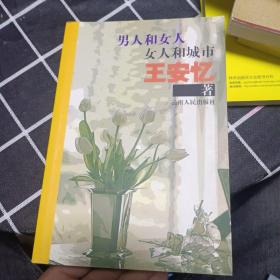 男人和女人
女人和城市
王安忆
著
云南人民出版社